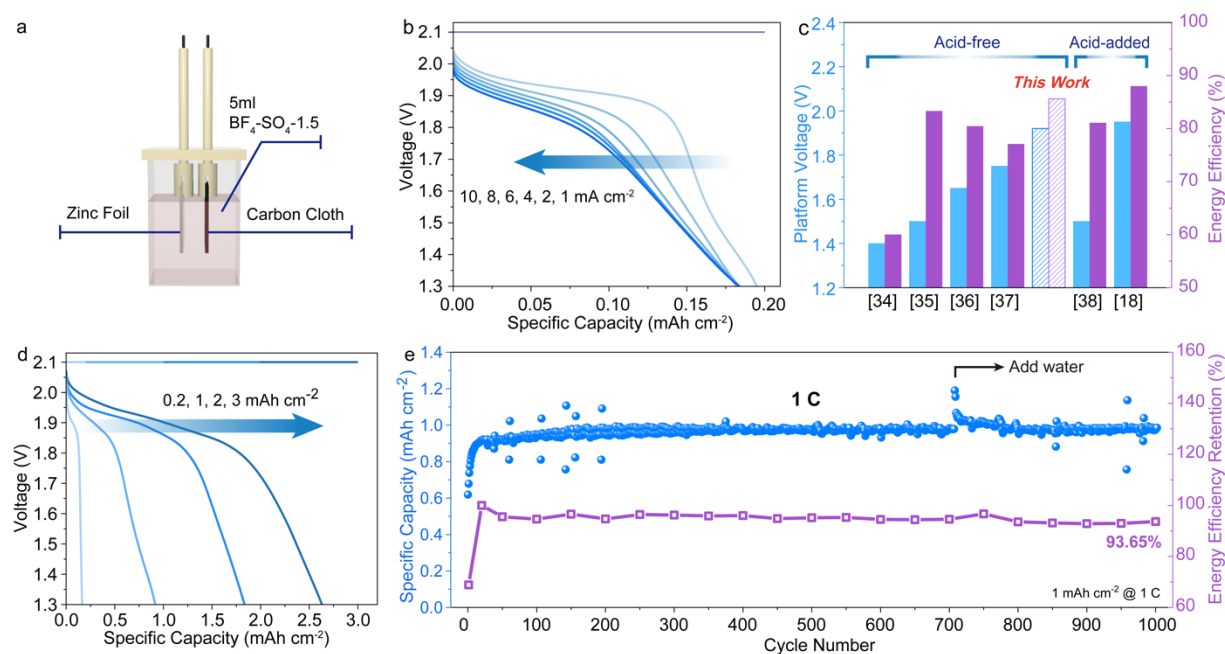 a
5ml
BF4-SO4-1.5
Zinc Foil
Carbon Cloth
b
2.1
2.0
1.9
1.8
1.7
1.6
1.5
1.4
1.3
Voltage (V)
10, 8, 6, 4, 2, 1 mA cm-2
0.00 0.05 0.10 0.15 0.20
Specific Capacity (mAh cm-2)
c
2.4
2.2
2.0
1.8
1.6
1.4
1.2
Platform Voltage (V)
Acid-free
Acid-added
This Work
[34] [35] [36] [37] [38] [18]
100
90
80
70
60
50
Energy Efficiency (%)
d
2.1
2.0
1.9
1.8
1.7
1.6
1.5
1.4
1.3
Voltage (V)
0.2, 1, 2, 3 mAh cm-2
0.0 0.5 1.0 1.5 2.0 2.5 3.0
Specific Capacity (mAh cm-2)
e
1.4
1.2
1.0
0.8
0.6
0.4
0.2
0.0
Specific Capacity (mAh cm-2)
1 C
Add water
93.65%
1 mAh cm-2 @ 1 C
0 100 200 300 400 500 600 700 800 900 1000
Cycle Number
160
140
120
100
80
60
Energy Efficiency Retention (%)